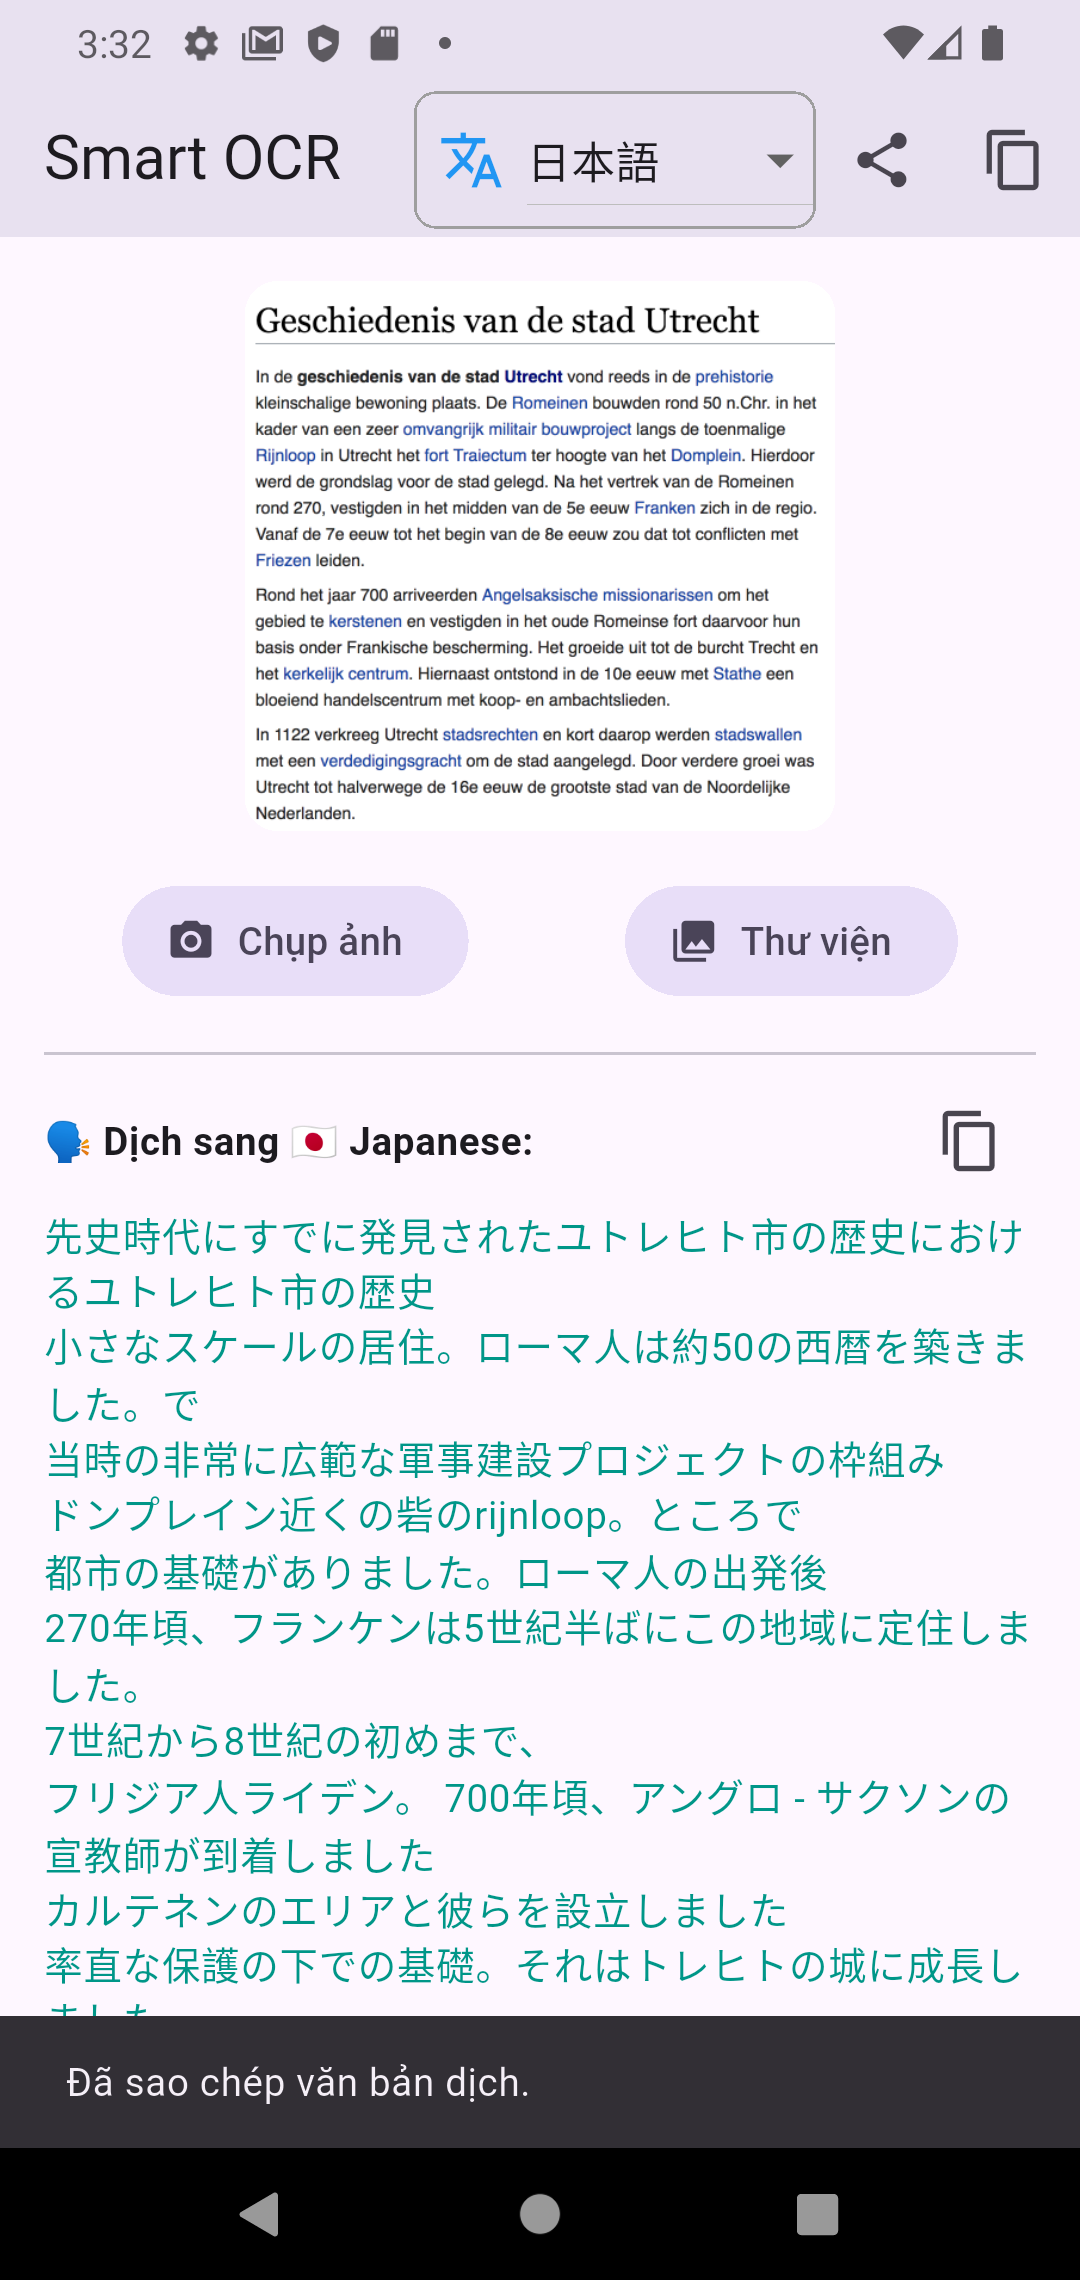 3:32
Smart OCR
日本語
Geschiedenis van de stad Utrecht
In de geschiedenis van de stad Utrecht vond reeds in de prehistorie
kleinschalige bewoning plaats. De Romeinen bouwden rond 50 n.Chr. in het
kader van een zeer omvangrijk militair bouwproject langs de toenmalige
Rijnloop in Utrecht het fort Traiectum ter hoogte van het Domplein. Hierdoor
werd de grondslag voor de stad gelegd. Na het vertrek van de Romeinen
rond 270, vestigden in het midden van de 5e eeuw Franken zich in de regio.
Vanaf de 7e eeuw tot het begin van de 8e eeuw zou dat tot conflicten met
Friezen leiden.
Rond het jaar 700 arriveerden Angelsaksische missionarissen om het
gebied te kerstenen en vestigden in het oude Romeinse fort daarvoor hun
basis onder Frankische bescherming. Het groeide uit tot de burcht Trecht en
het kerkelijk centrum. Hiernaast ontstond in de 10e eeuw met Stathe een
bloeiend handelscentrum met koop- en ambachtslieden.
In 1122 verkreeg Utrecht stadsrechten en kort daarop werden stadswallen
met een verdedigingsgracht om de stad aangelegd. Door verdere groei was
Utrecht tot halverwege de 16e eeuw de grootste stad van de Noordelijke
Nederlanden.
Chụp ảnh
Thư viện
Dịch sang 🇯🇵 Japanese:
先史時代にすでに発見されたユトレヒト市の歴史におけ
るユトレヒト市の歴史
小さなスケールの居住。ローマ人は約50の西暦を築きま
した。で
当時の非常に広範な軍事建設プロジェクトの枠組み
ドンプレイン近くの砦のrijnloop。ところで
都市の基礎がありました。ローマ人の出発後
270年頃、フランケンは5世紀半ばにこの地域に定住しま
した。
7世紀から8世紀の初めまで、
フリジア人ライデン。 700年頃、アングロ - サクソンの
宣教師が到着しました
カルテネンのエリアと彼らを設立しました
率直な保護の下での基礎。それはトレヒトの城に成長し
ました
Đã sao chép văn bản dịch.